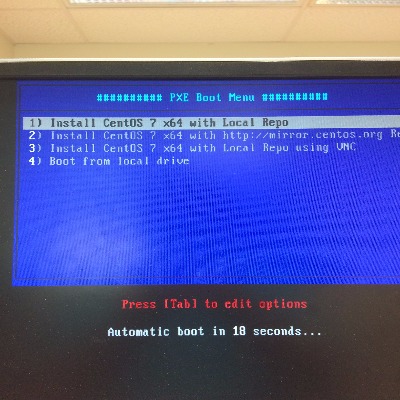 ########## PXE Boot Menu ##########
1) Install CentOS 7 x64 with Local Repo
2) Install CentOS 7 x64 with http://mirror.centos.org Re
3) Install CentOS 7 x64 with Local Repo using VNC
4) Boot from local drive
Press [Tab] to edit options
Automatic boot in 18 seconds...